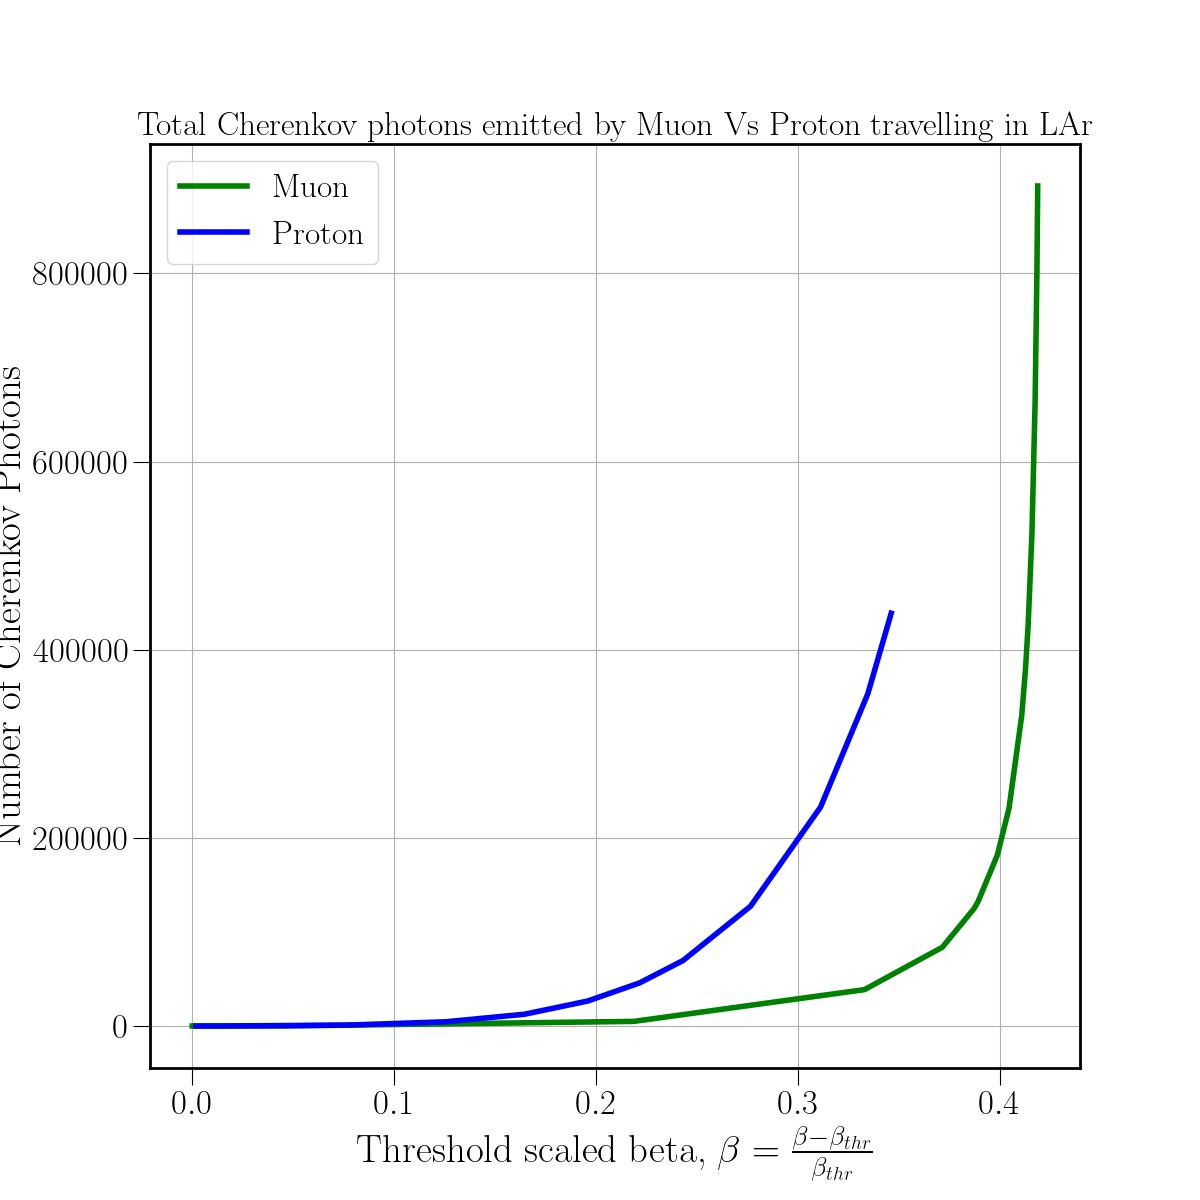 Total Cherenkov photons emitted by Muon Vs Proton travelling in LAr
Muon
Proton
800000
600000
400000
200000
0
Number of Cherenkov Photons
0.0 0.1 0.2 0.3 0.4
Threshold scaled beta, β = (β−β_thr)/β_thr